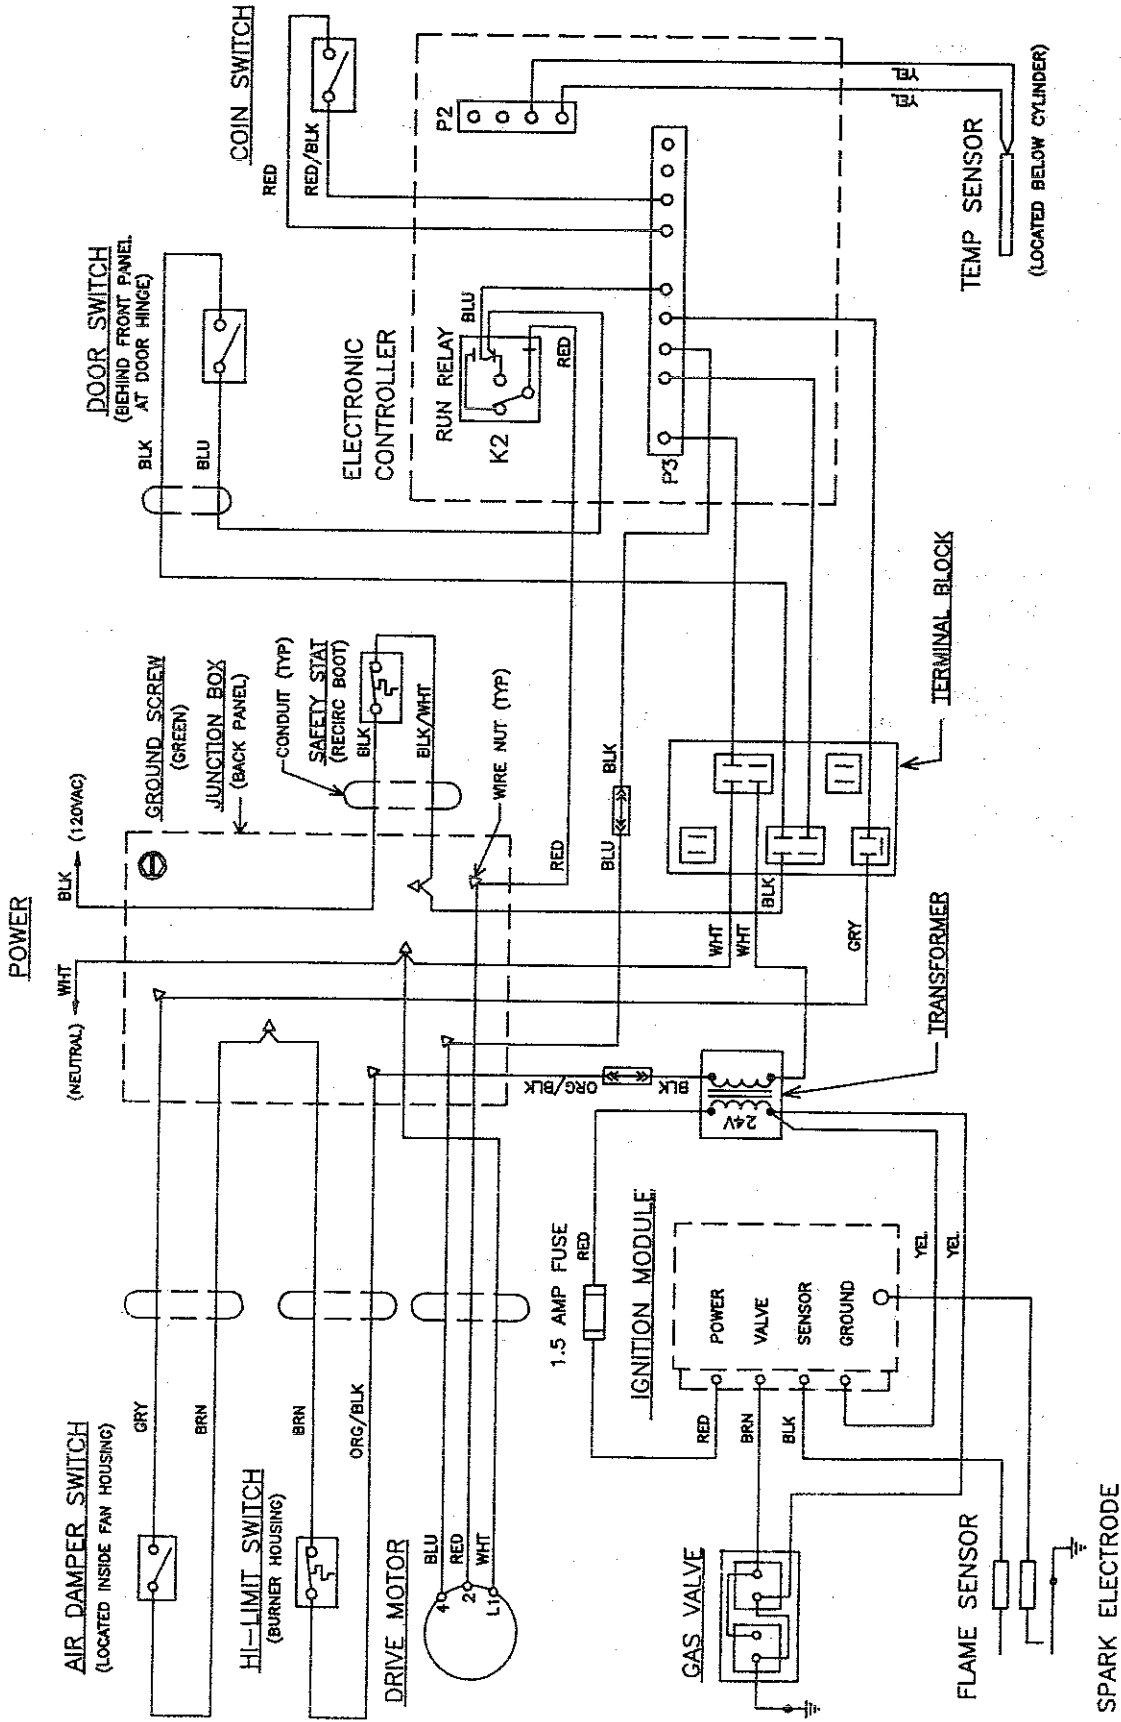 POWER
(NEUTRAL)
WHT
BLK
(120VAC)
GROUND SCREW
(GREEN)
JUNCTION BOX
(BACK PANEL)
CONDUIT (TYP)
SAFETY STAT
(RECIRC BOOT)
BLK
BLK/WHT
WIRE NUT (TYP)
DOOR SWITCH
(BEHIND FRONT PANEL
AT DOOR HINGE)
BLK
BLU
COIN SWITCH
RED
RED/BLK
ELECTRONIC
CONTROLLER
RUN RELAY
K2
BLU
RED
P2
P3
YEL
YEL
TEMP SENSOR
(LOCATED BELOW CYLINDER)
AIR DAMPER SWITCH
(LOCATED INSIDE FAN HOUSING)
GRY
BRN
HI-LIMIT SWITCH
(BURNER HOUSING)
BRN
ORG/BLK
DRIVE MOTOR
4
2
L1
BLU
RED
WHT
RED
BLU
BLK
ORG/BLK
BLK
WHT
WHT
BLK
GRY
TERMINAL BLOCK
TRANSFORMER
24V
1.5 AMP FUSE
RED
IGNITION MODULE
POWER
VALVE
SENSOR
GROUND
RED
BRN
BLK
YEL
YEL
GAS VALVE
FLAME SENSOR
SPARK ELECTRODE